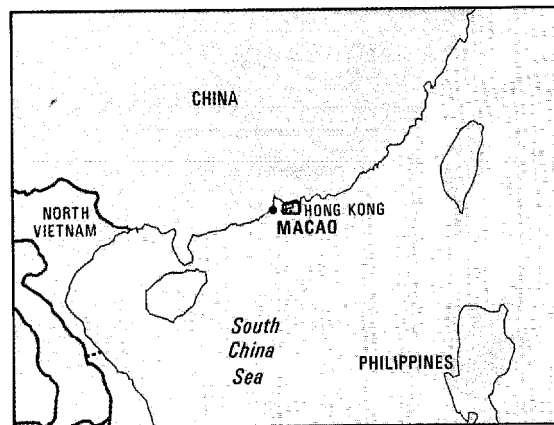 CHINA
NORTH
VIETNAM
HONG KONG
MACAO
South
China
Sea
PHILIPPINES